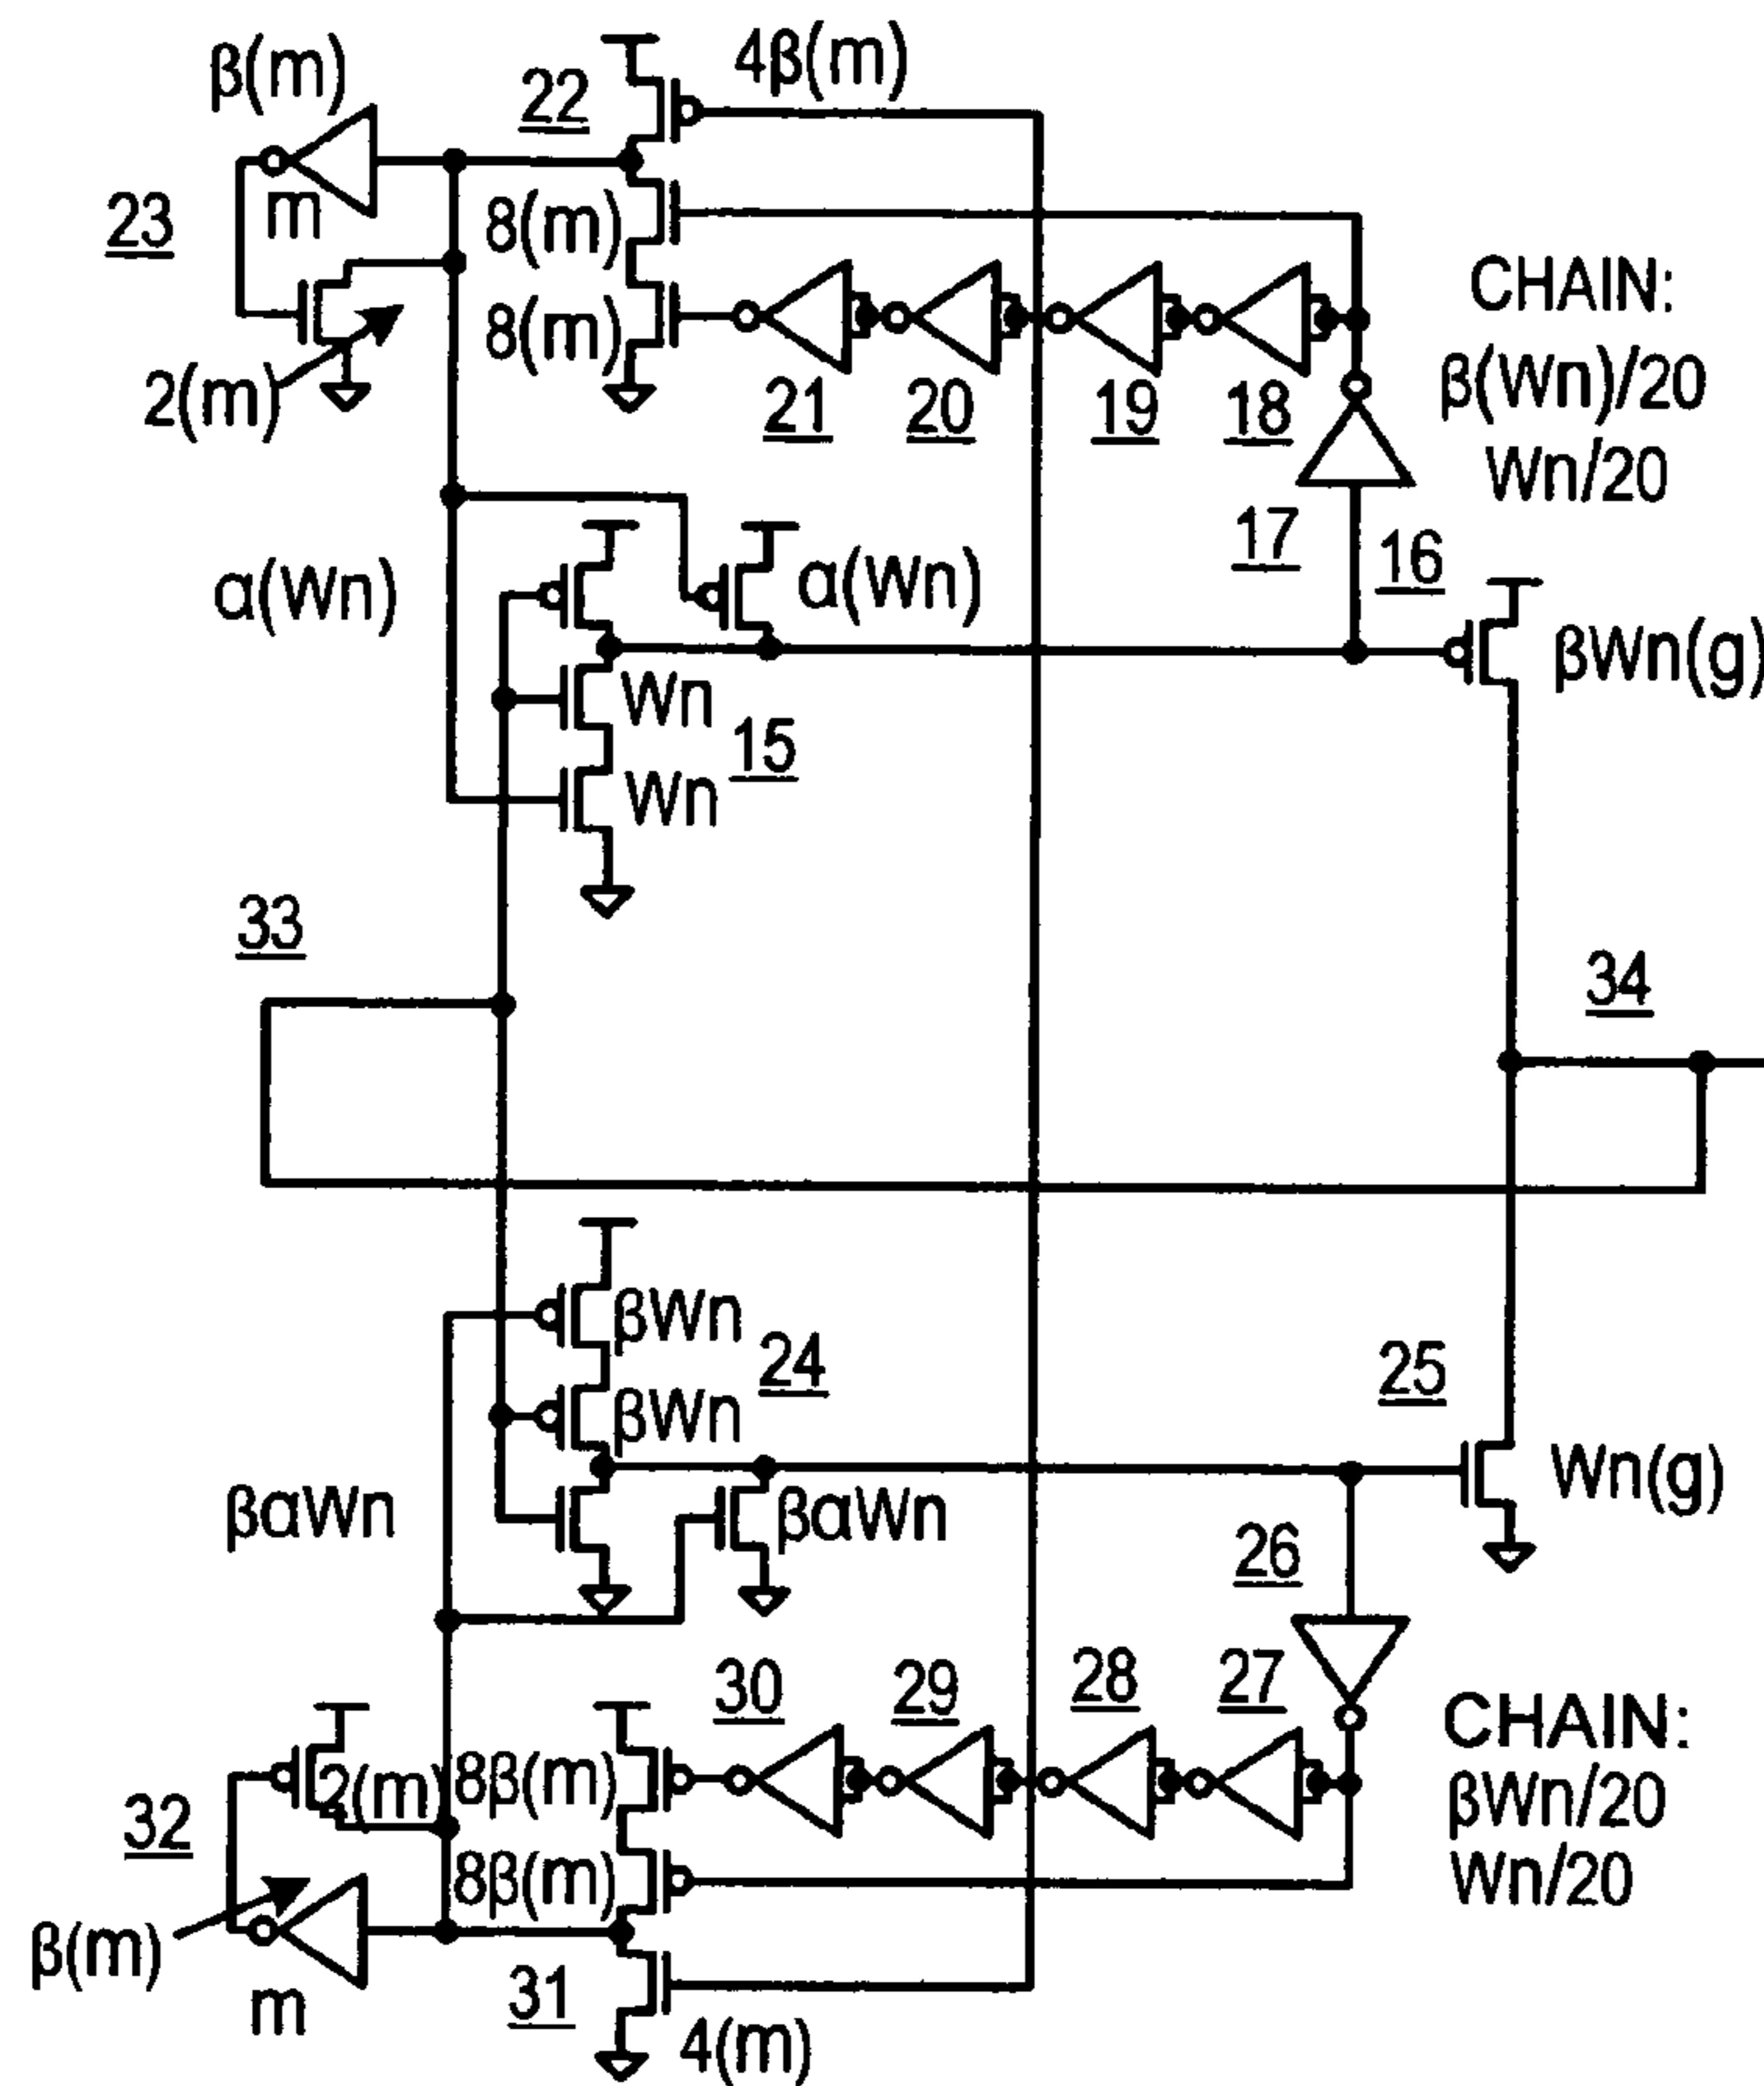 β(m)
22
4β(m)
23
m
8(m)
8(m)
2(m)
21
20
19
18
CHAIN:
β(Wn)/20
Wn/20
17
16
α(Wn)
α(Wn)
βWn(g)
Wn
15
Wn
33
34
βWn
24
βWn
25
βαWn
βαWn
Wn(g)
26
30
29
28
27
CHAIN:
βWn/20
Wn/20
2(m)
8β(m)
32
8β(m)
β(m)
m
31
4(m)